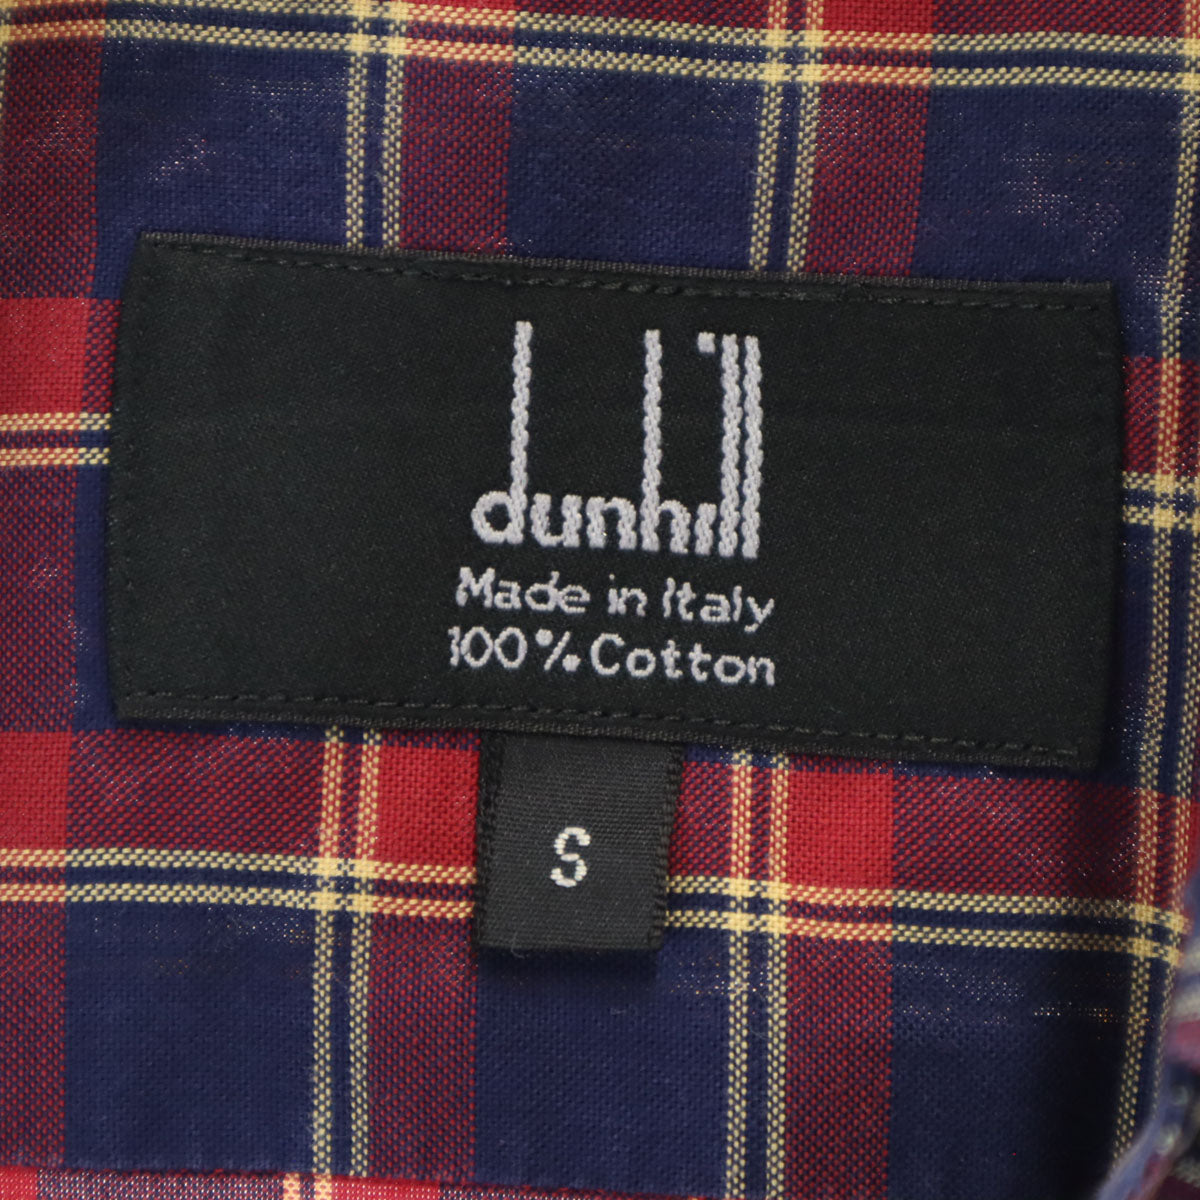 dunhill
Made in Italy
100% Cotton
S